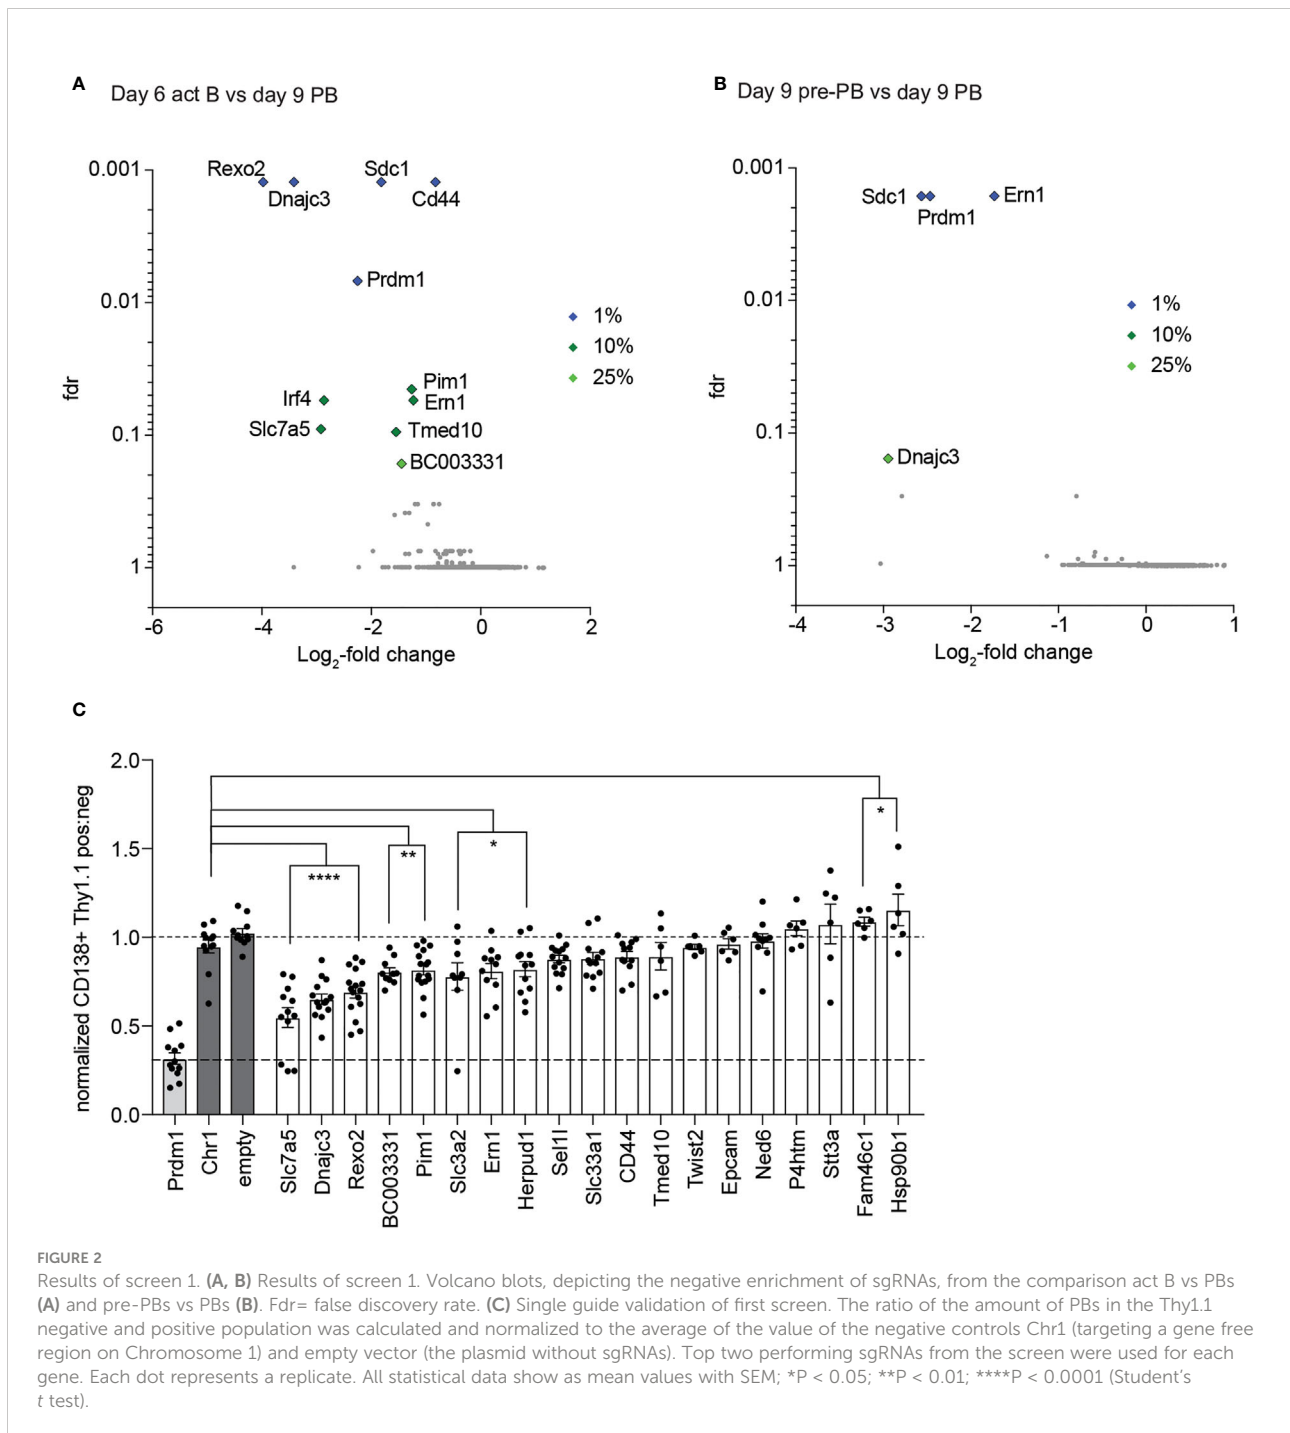 A
Day 6 act B vs day 9 PB
0.001
0.01
0.1
1
fdr
Rexo2
Dnajc3
Sdc1
Cd44
Prdm1
Irf4
Slc7a5
Pim1
Ern1
Tmed10
BC003331
1%
10%
25%
-6 -4 -2 0 2
Log2-fold change
B
Day 9 pre-PB vs day 9 PB
0.001
0.01
0.1
1
fdr
Sdc1
Prdm1
Ern1
Dnajc3
1%
10%
25%
-4 -3 -2 -1 0 1
Log2-fold change
C
normalized CD138+ Thy1.1 pos:neg
2.0
1.5
1.0
0.5
0.0
****
**
*
*
Prdm1
Chr1
empty
Slc7a5
Dnajc3
Rexo2
BC003331
Pim1
Slc3a2
Ern1
Herpud1
Sel1l
Slc33a1
CD44
Tmed10
Twist2
Epcam
Ned6
P4htm
Stt3a
Fam46c1
Hsp90b1
FIGURE 2
Results of screen 1. (A, B) Results of screen 1. Volcano blots, depicting the negative enrichment of sgRNAs, from the comparison act B vs PBs
(A) and pre-PBs vs PBs (B). Fdr= false discovery rate. (C) Single guide validation of first screen. The ratio of the amount of PBs in the Thy1.1
negative and positive population was calculated and normalized to the average of the value of the negative controls Chr1 (targeting a gene free
region on Chromosome 1) and empty vector (the plasmid without sgRNAs). Top two performing sgRNAs from the screen were used for each
gene. Each dot represents a replicate. All statistical data show as mean values with SEM; *P < 0.05; **P < 0.01; ****P < 0.0001 (Student's
t test).